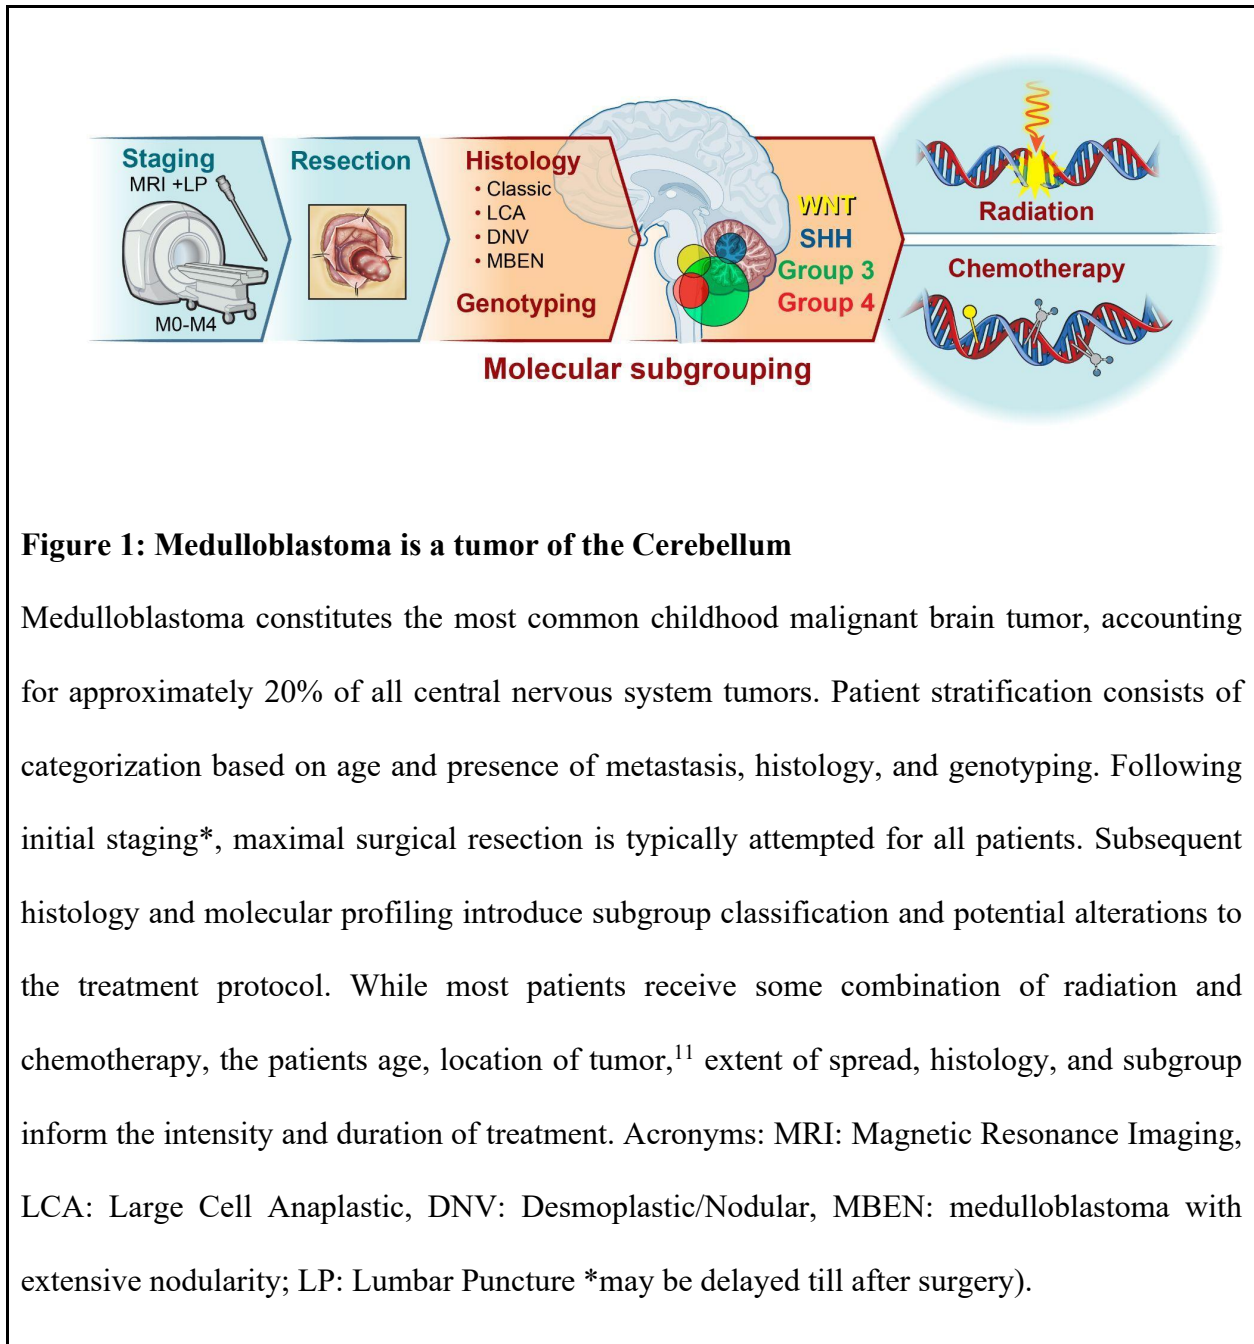 Staging
MRI +LP
M0-M4
Resection
Histology
• Classic
• LCA
• DNV
• MBEN
Genotyping
WNT
SHH
Group 3
Group 4
Molecular subgrouping
Radiation
Chemotherapy
Figure 1: Medulloblastoma is a tumor of the Cerebellum
Medulloblastoma constitutes the most common childhood malignant brain tumor, accounting
for approximately 20% of all central nervous system tumors. Patient stratification consists of
categorization based on age and presence of metastasis, histology, and genotyping. Following
initial staging*, maximal surgical resection is typically attempted for all patients. Subsequent
histology and molecular profiling introduce subgroup classification and potential alterations to
the treatment protocol. While most patients receive some combination of radiation and
chemotherapy, the patients age, location of tumor,11 extent of spread, histology, and subgroup
inform the intensity and duration of treatment. Acronyms: MRI: Magnetic Resonance Imaging,
LCA: Large Cell Anaplastic, DNV: Desmoplastic/Nodular, MBEN: medulloblastoma with
extensive nodularity; LP: Lumbar Puncture *may be delayed till after surgery).